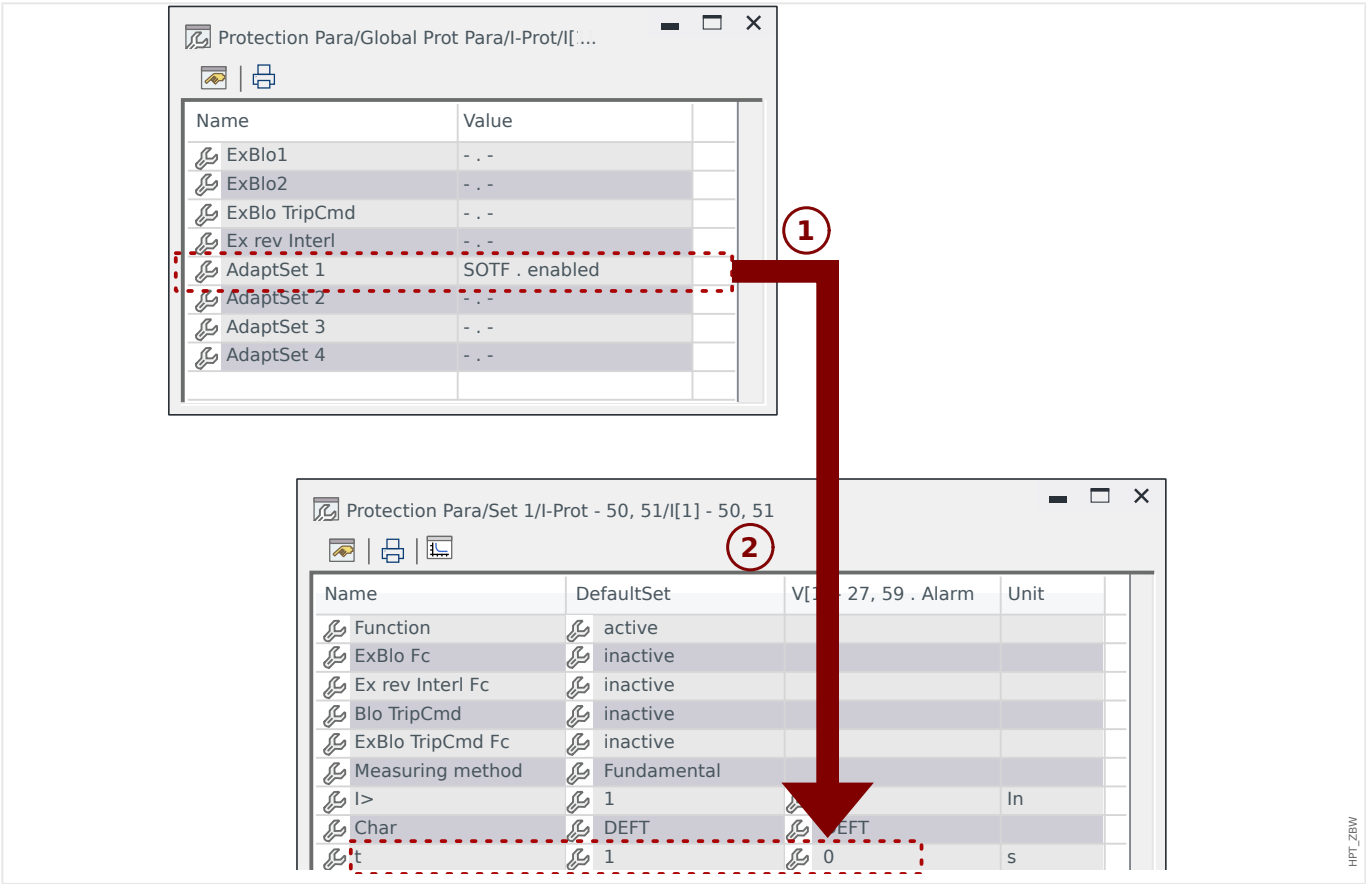 Protection Para/Global Prot Para/I-Prot/I[...
Name Value
ExBlo1 - . -
ExBlo2 - . -
ExBlo TripCmd - . -
Ex rev Interl - . -
1
AdaptSet 1 SOTF . enabled
AdaptSet 2 - . -
AdaptSet 3 - . -
AdaptSet 4 - . -
Protection Para/Set 1/I-Prot - 50, 51/I[1] - 50, 51
2
Name DefaultSet V[ - 27, 59 . Alarm Unit
Function active
ExBlo Fc inactive
Ex rev Interl Fc inactive
Blo TripCmd inactive
ExBlo TripCmd Fc inactive
Measuring method Fundamental
I> 1 In
Char DEFT EFT
t 1 0 s
HPT_ZBW